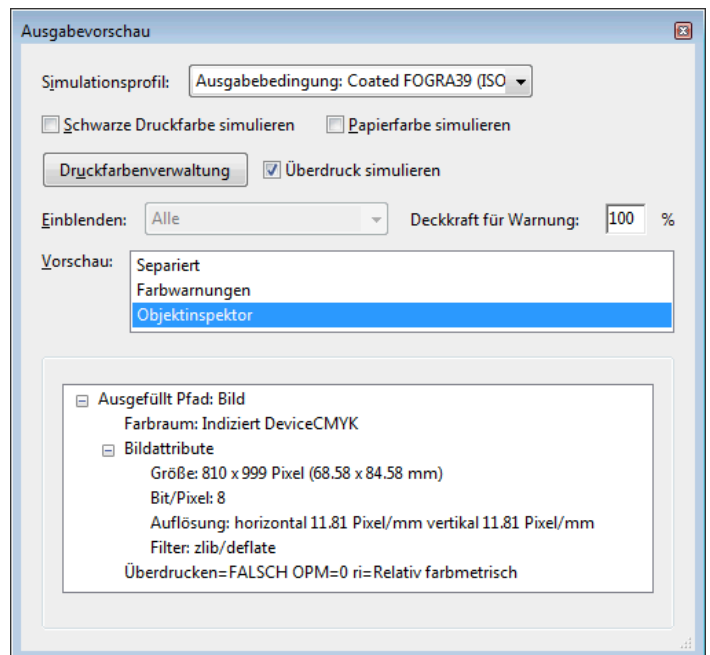 Ausgabevorschau
Simulationsprofil: Ausgabebedingung: Coated FOGRA39 (ISO
Schwarze Druckfarbe simulieren Papierfarbe simulieren
Druckfarbenverwaltung Überdruck simulieren
Einblenden: Alle Deckkraft für Warnung: 100 %
Vorschau: Separiert
Farbwarnungen
Objektinspektor
Ausgefüllt Pfad: Bild
Farbraum: Indiziert DeviceCMYK
Bildattribute
Größe: 810 x 999 Pixel (68.58 x 84.58 mm)
Bit/Pixel: 8
Auflösung: horizontal 11.81 Pixel/mm vertikal 11.81 Pixel/mm
Filter: zlib/deflate
Überdrucken=FALSCH OPM=0 ri=Relativ farbmetrisch